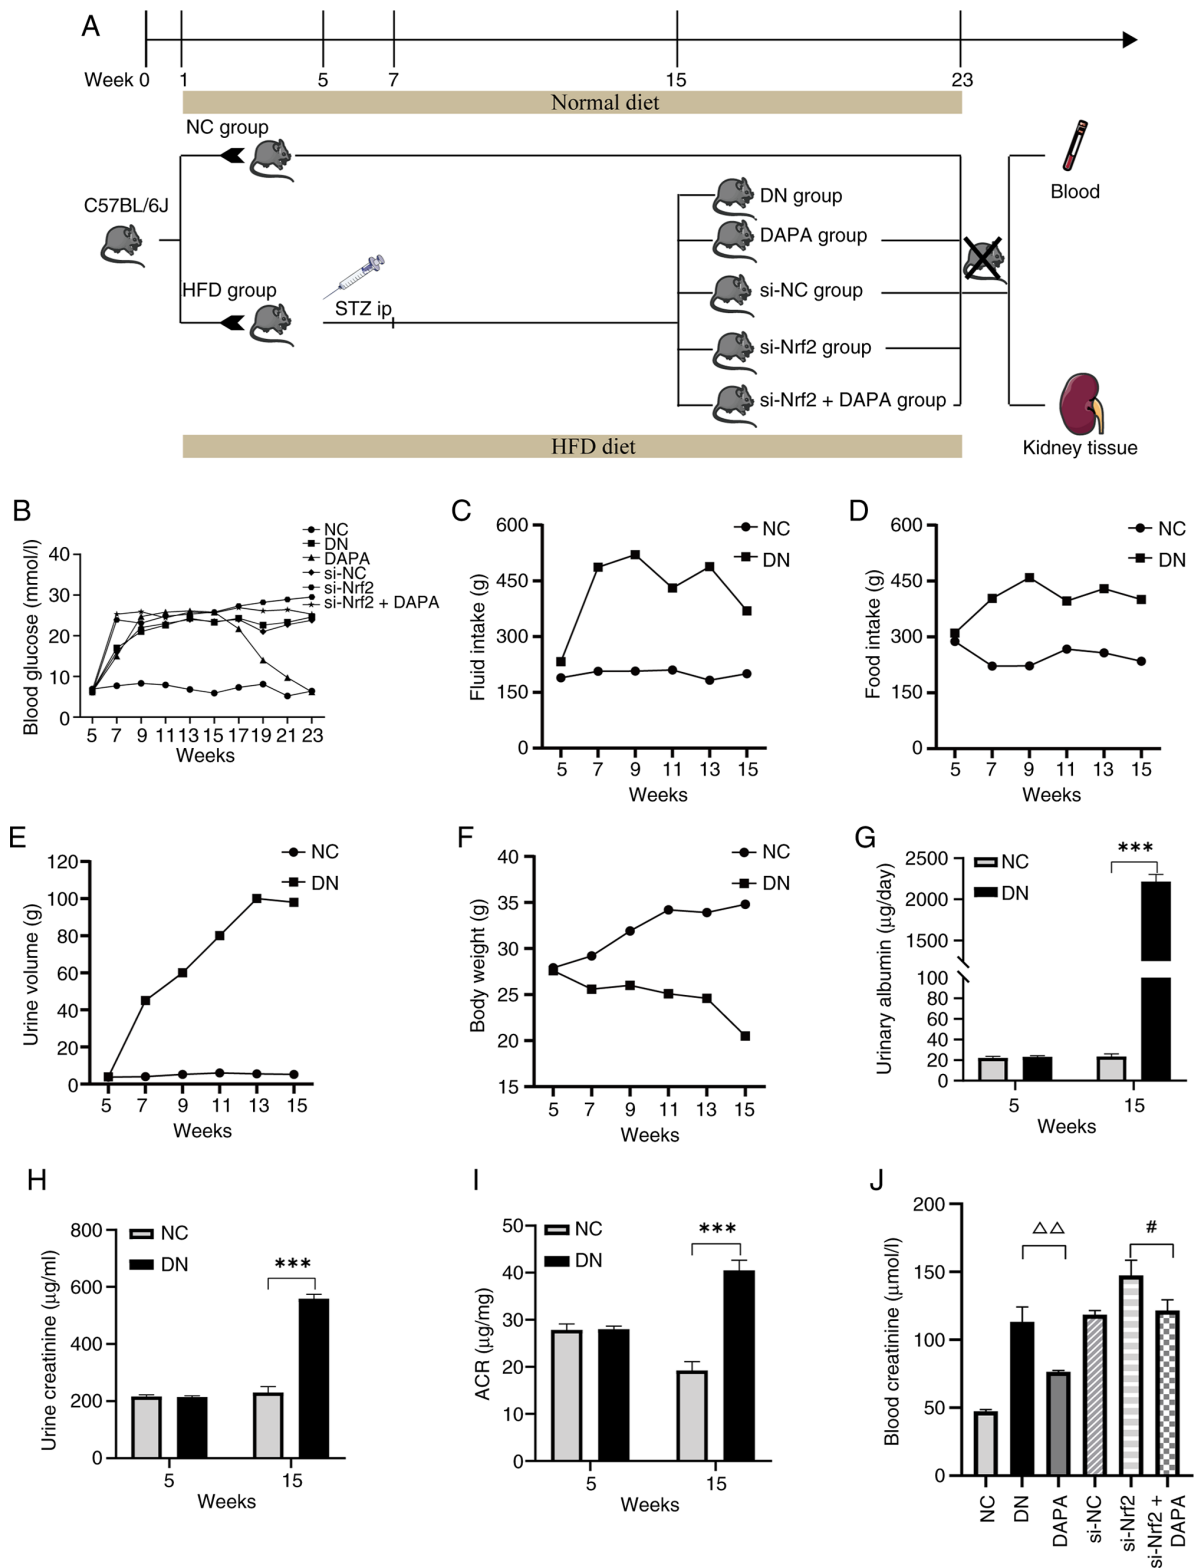 A
Week 0 1 5 7 15 23
Normal diet
NC group
C57BL/6J
HFD group
STZ ip
DN group
DAPA group
si-NC group
si-Nrf2 group
si-Nrf2 + DAPA group
Blood
Kidney tissue
HFD diet
B
Blood glucose (mmol/l)
40
30
20
10
0
5 7 9 11 13 15 17 19 21 23
Weeks
NC
DN
DAPA
si-NC
si-Nrf2
si-Nrf2 + DAPA
C
Fluid intake (g)
600
450
300
150
0
5 7 9 11 13 15
Weeks
NC
DN
D
Food intake (g)
600
450
300
150
0
5 7 9 11 13 15
Weeks
NC
DN
E
Urine volume (g)
120
100
80
60
40
20
0
5 7 9 11 13 15
Weeks
NC
DN
F
Body weight (g)
40
35
30
25
20
15
5 7 9 11 13 15
Weeks
NC
DN
G
Urinary albumin (µg/day)
2500
2000
1500
100
80
60
40
20
0
5 15
Weeks
NC
DN
***
H
Urine creatinine (µg/ml)
800
600
400
200
0
5 15
Weeks
NC
DN
***
I
ACR (µg/mg)
50
40
30
20
10
0
5 15
Weeks
NC
DN
***
J
Blood creatinine (µmol/l)
200
150
100
50
0
△△
#
NC
DN
DAPA
si-NC
si-Nrf2
si-Nrf2 +
DAPA